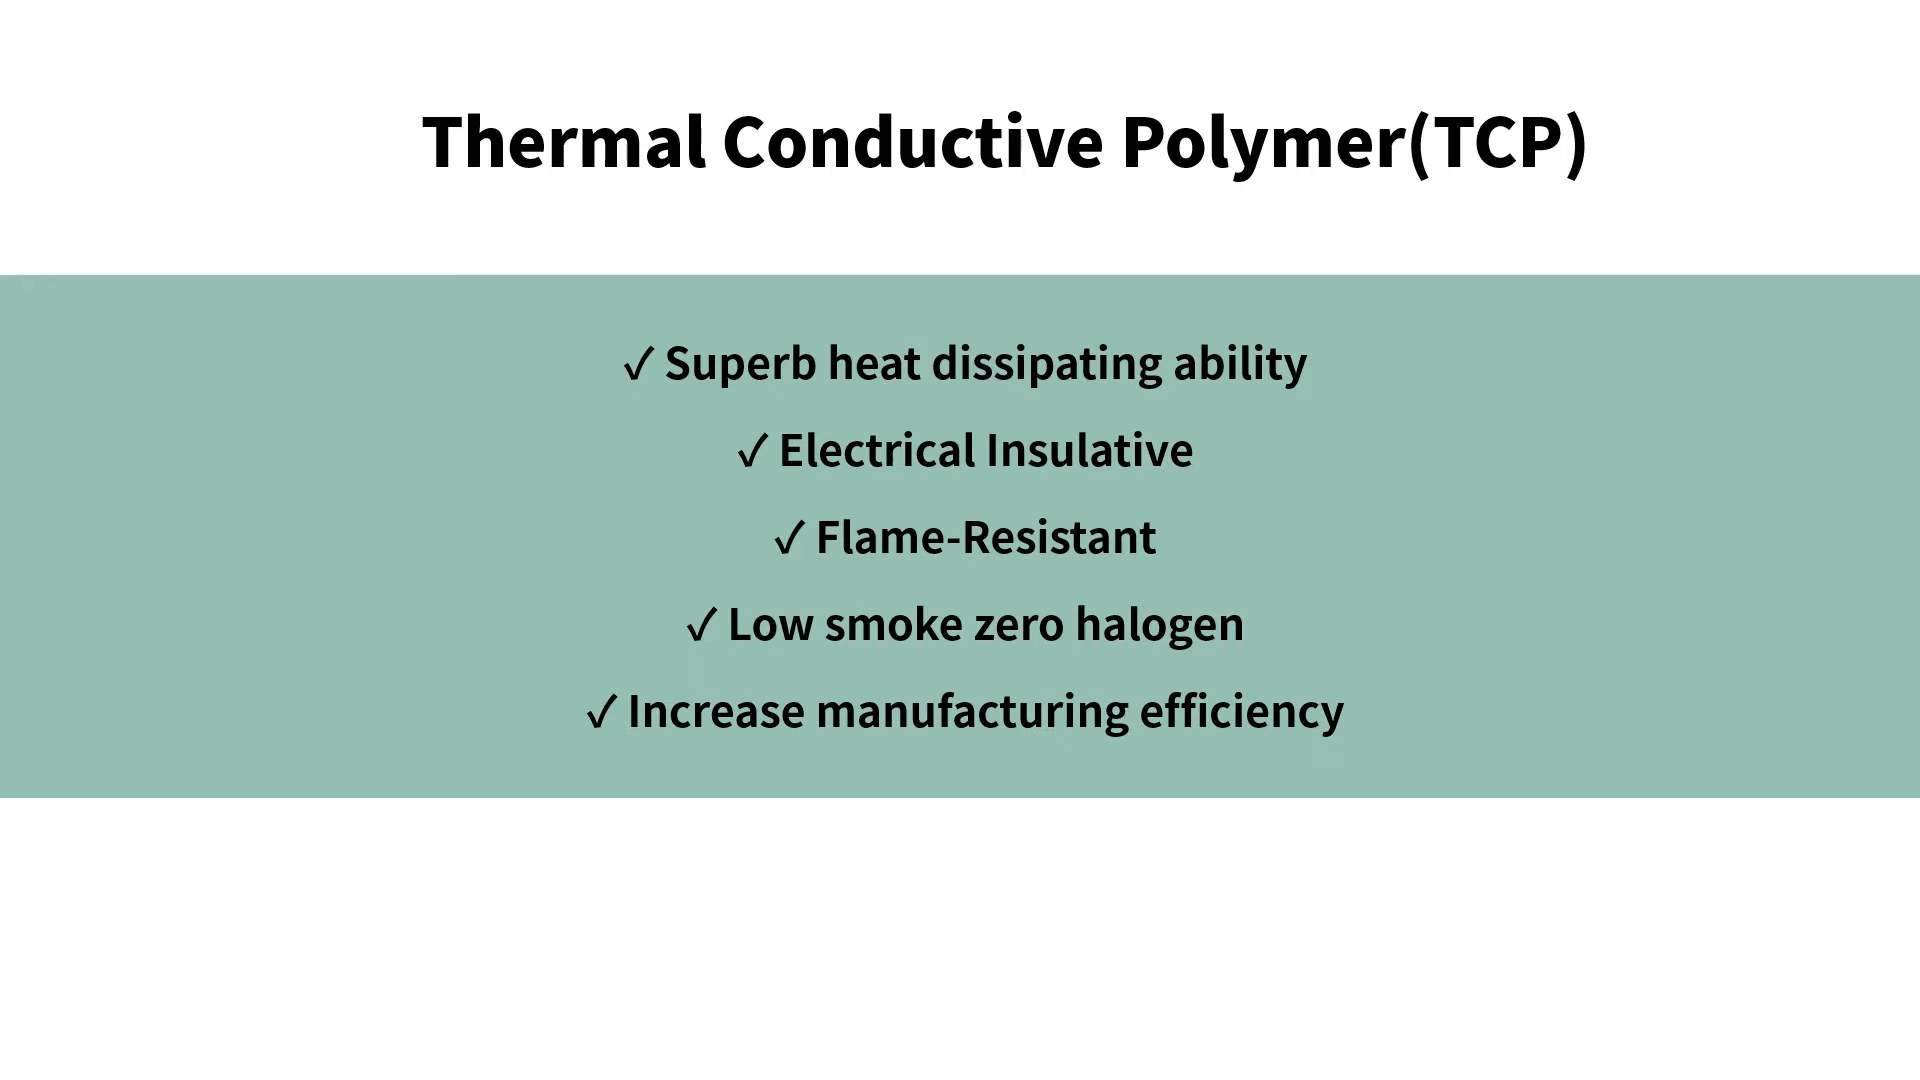 Thermal Conductive Polymer(TCP)
✓ Superb heat dissipating ability
✓ Electrical Insulative
✓ Flame-Resistant
✓ Low smoke zero halogen
✓ Increase manufacturing efficiency